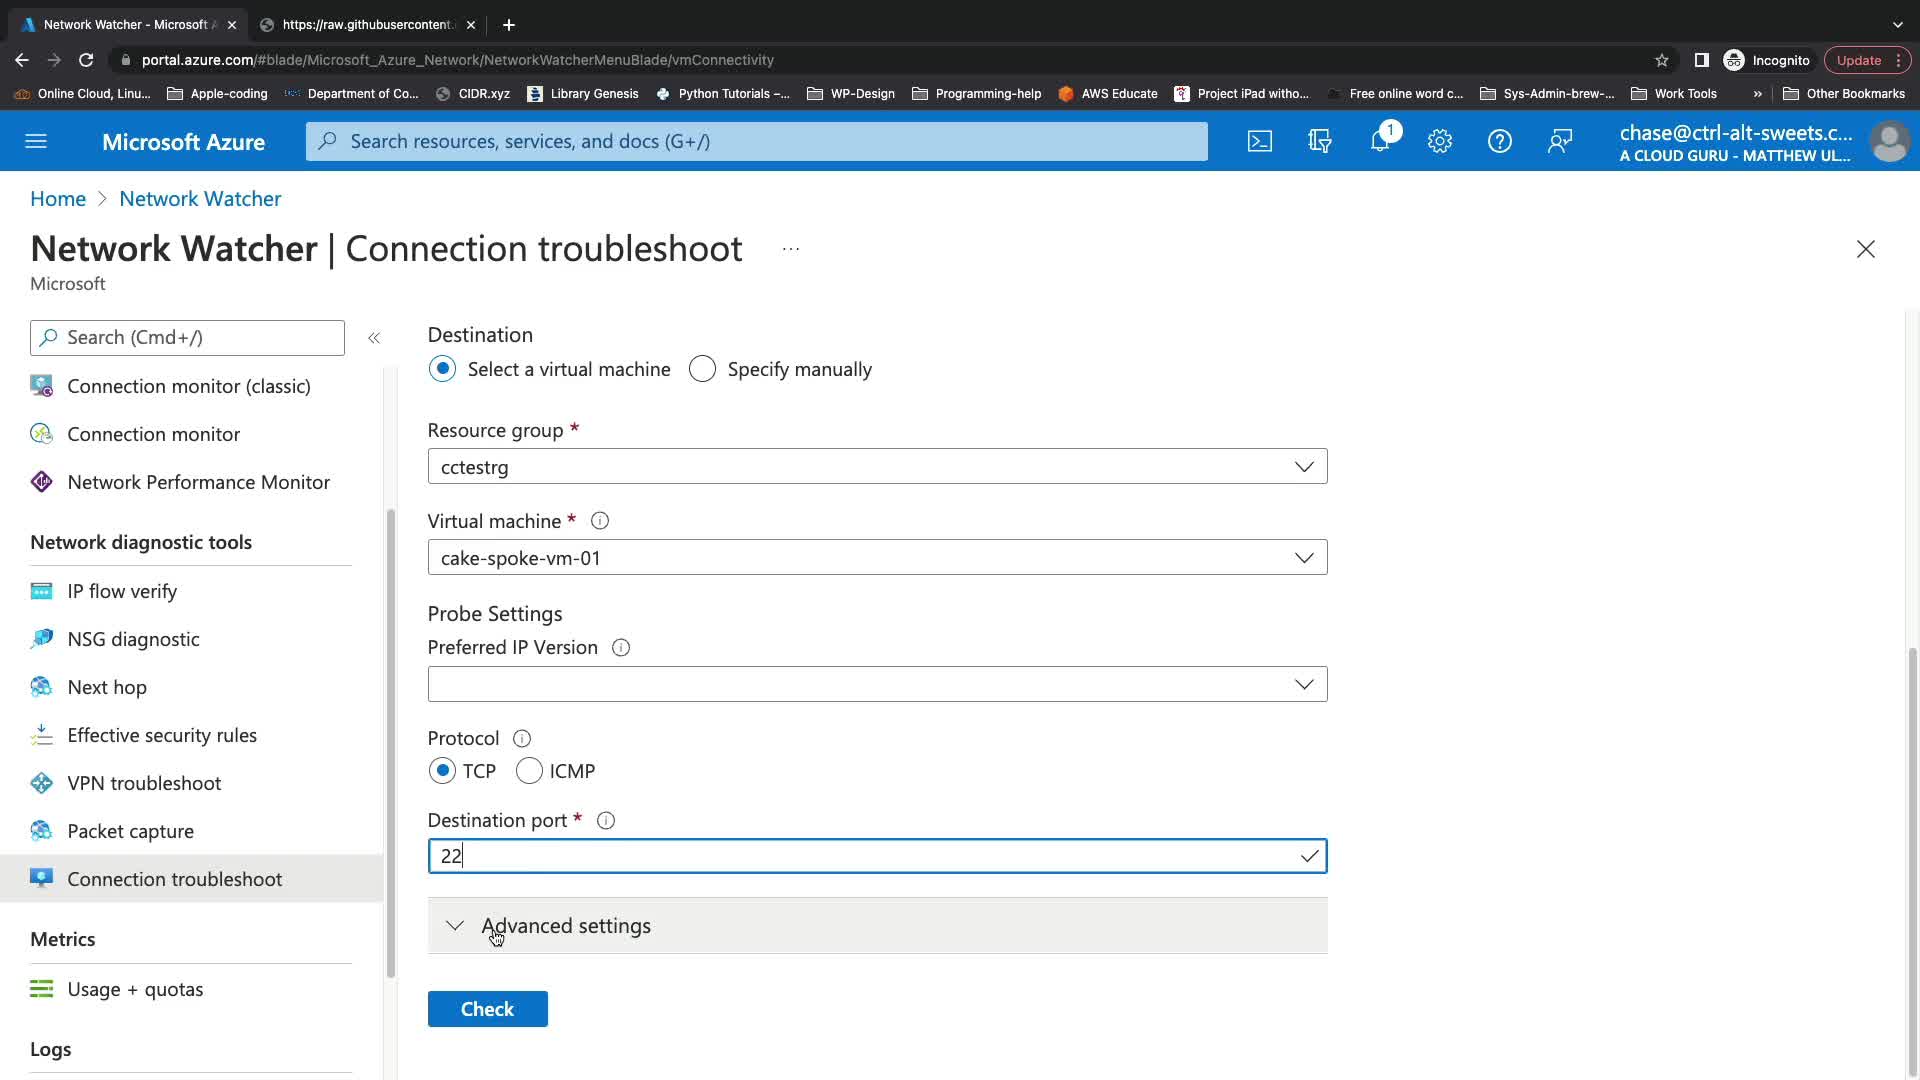 Network Watcher - Microsoft A
https://raw.githubusercontent.
portal.azure.com/#blade/Microsoft_Azure_Network/NetworkWatcherMenuBlade/vmConnectivity
Incognito
Update
Online Cloud, Linu...
Apple-coding
Department of Co...
CIDR.xyz
Library Genesis
Python Tutorials –...
WP-Design
Programming-help
AWS Educate
Project iPad witho...
Free online word c...
Sys-Admin-brew-...
Work Tools
»
Other Bookmarks
Microsoft Azure
Search resources, services, and docs (G+/)
1
chase@ctrl-alt-sweets.c...
A CLOUD GURU - MATTHEW UL...
Home > Network Watcher
Network Watcher | Connection troubleshoot ...
Microsoft
Search (Cmd+/)
Connection monitor (classic)
Connection monitor
Network Performance Monitor
Network diagnostic tools
IP flow verify
NSG diagnostic
Next hop
Effective security rules
VPN troubleshoot
Packet capture
Connection troubleshoot
Metrics
Usage + quotas
Logs
Destination
Select a virtual machine
Specify manually
Resource group *
cctestrg
Virtual machine *
cake-spoke-vm-01
Probe Settings
Preferred IP Version
Protocol
TCP
ICMP
Destination port *
22
Advanced settings
Check